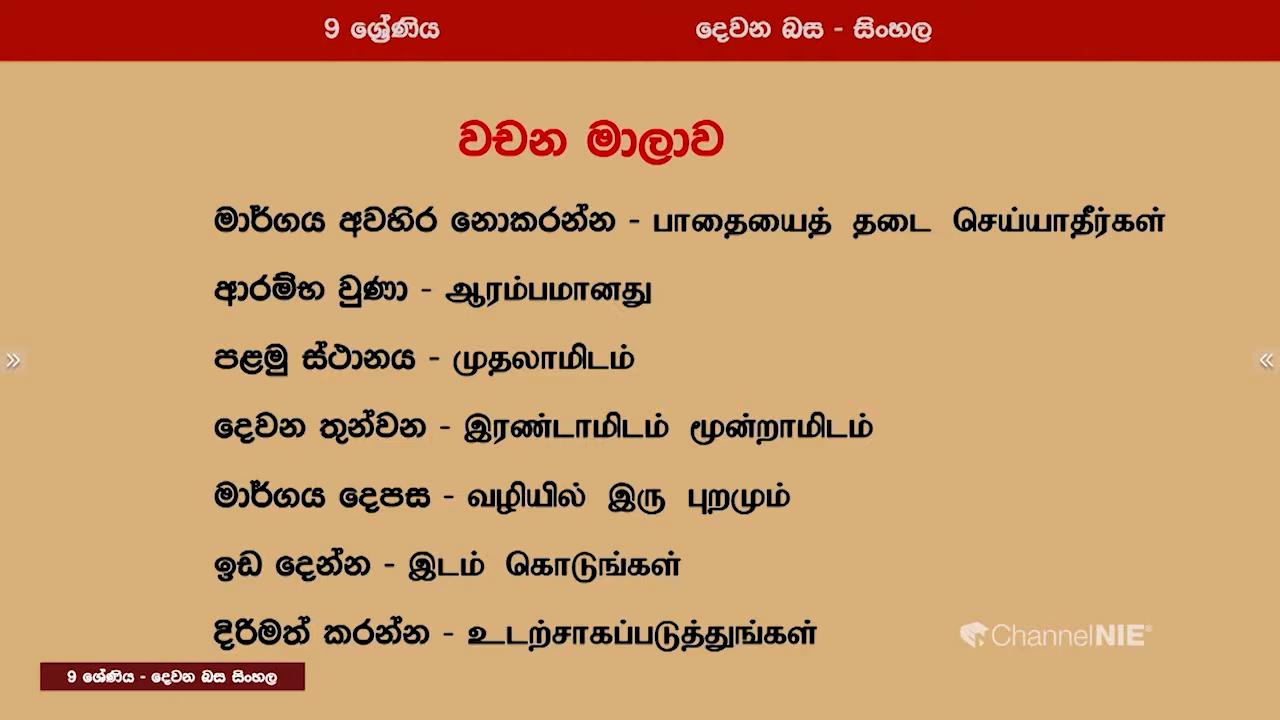 9 ශ්‍රේණිය
දෙවන බස - සිංහල
වචන මාලාව
මාර්ගය අවහිර නොකරන්න - பாதையைத் தடை செய்யாதீர்கள்
ආරම්භ වුණා - ஆரம்பமானது
පළමු ස්ථානය - முதலாமிடம்
දෙවන තුන්වන - இரண்டாமிடம் மூன்றாமிடம்
මාර්ගය දෙපස - வழியில் இரு புறமும்
ඉඩ දෙන්න - இடம் கொடுங்கள்
දිරිමත් කරන්න - உடற்சாகப்படுத்துங்கள்
ChannelNIE®
9 ශ්‍රේණිය - දෙවන බස සිංහල